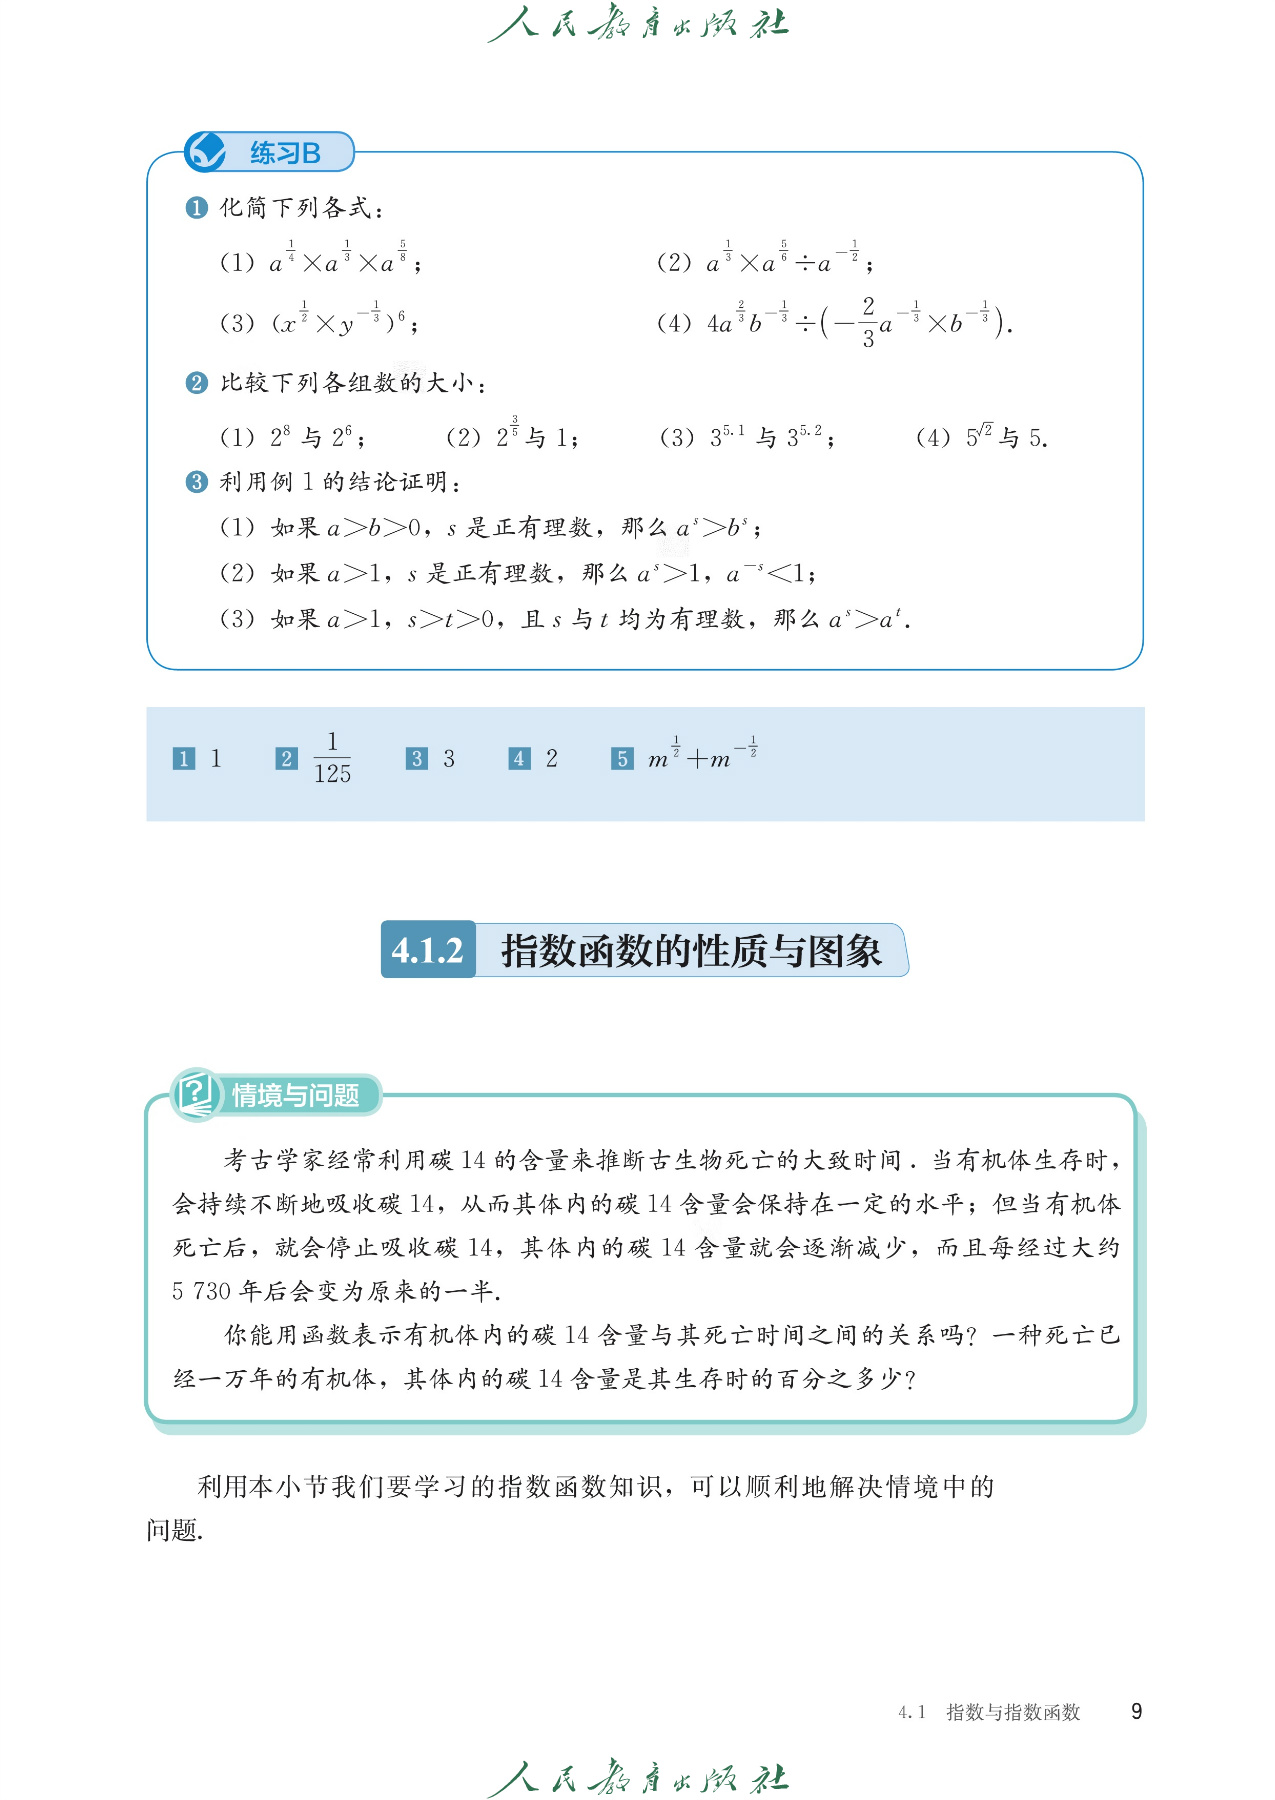 人民教育出版社
练习B
❶ 化简下列各式：
(1) $a^{\frac{1}{4}}×a^{\frac{1}{3}}×a^{\frac{5}{8}}$； (2) $a^{\frac{1}{3}}×a^{\frac{5}{6}}÷a^{-\frac{1}{2}}$；
(3) $(x^{\frac{1}{2}}×y^{-\frac{1}{3}})^{6}$； (4) $4a^{\frac{2}{3}}b^{-\frac{1}{3}}÷\left(-\frac{2}{3}a^{-\frac{1}{3}}×b^{-\frac{1}{3}}\right)$.
❷ 比较下列各组数的大小：
(1) $2^{8}$ 与 $2^{6}$； (2) $2^{\frac{3}{5}}$与 1； (3) $3^{5.1}$ 与 $3^{5.2}$； (4) $5^{\sqrt{2}}$与 5.
❸ 利用例 1 的结论证明：
(1) 如果 a＞b＞0，s 是正有理数，那么 $a^{s}＞b^{s}$；
(2) 如果 a＞1，s 是正有理数，那么 $a^{s}＞1，a^{-s}＜1$；
(3) 如果 a＞1，s＞t＞0，且 s 与 t 均为有理数，那么 $a^{s}＞a^{t}$.
1 1 2 $\frac{1}{125}$ 3 3 4 2 5 $m^{\frac{1}{2}}+m^{-\frac{1}{2}}$
4.1.2 指数函数的性质与图象
情境与问题
考古学家经常利用碳 14 的含量来推断古生物死亡的大致时间．当有机体生存时，
会持续不断地吸收碳 14，从而其体内的碳 14 含量会保持在一定的水平；但当有机体
死亡后，就会停止吸收碳 14，其体内的碳 14 含量就会逐渐减少，而且每经过大约
5 730 年后会变为原来的一半.
你能用函数表示有机体内的碳 14 含量与其死亡时间之间的关系吗？一种死亡已
经一万年的有机体，其体内的碳 14 含量是其生存时的百分之多少？
利用本小节我们要学习的指数函数知识，可以顺利地解决情境中的
问题.
4.1 指数与指数函数 9
人民教育出版社